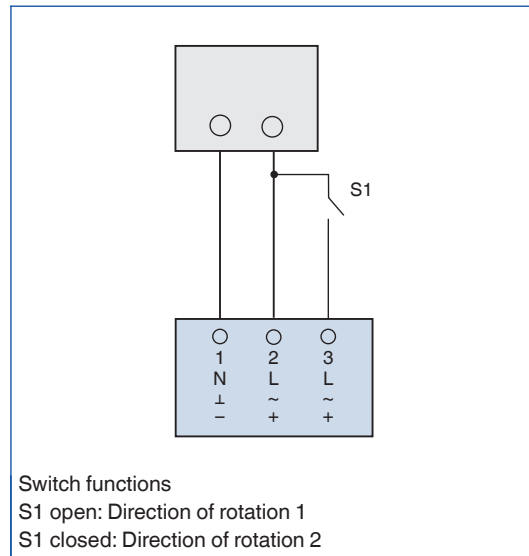 S1
1 2 3
N L L
⊥ ~ ~
− + +
Switch functions
S1 open: Direction of rotation 1
S1 closed: Direction of rotation 2